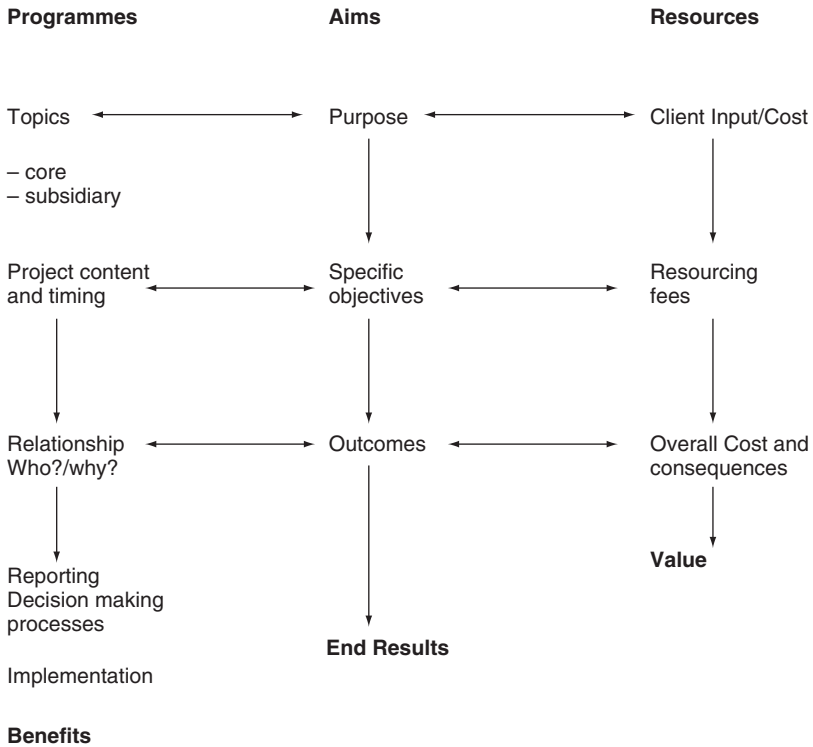 Programmes
Aims
Resources
Topics
Purpose
Client Input/Cost
– core
– subsidiary
Project content
and timing
Specific
objectives
Resourcing
fees
Relationship
Who?/why?
Outcomes
Overall Cost and
consequences
Value
Reporting
Decision making
processes
End Results
Implementation
Benefits